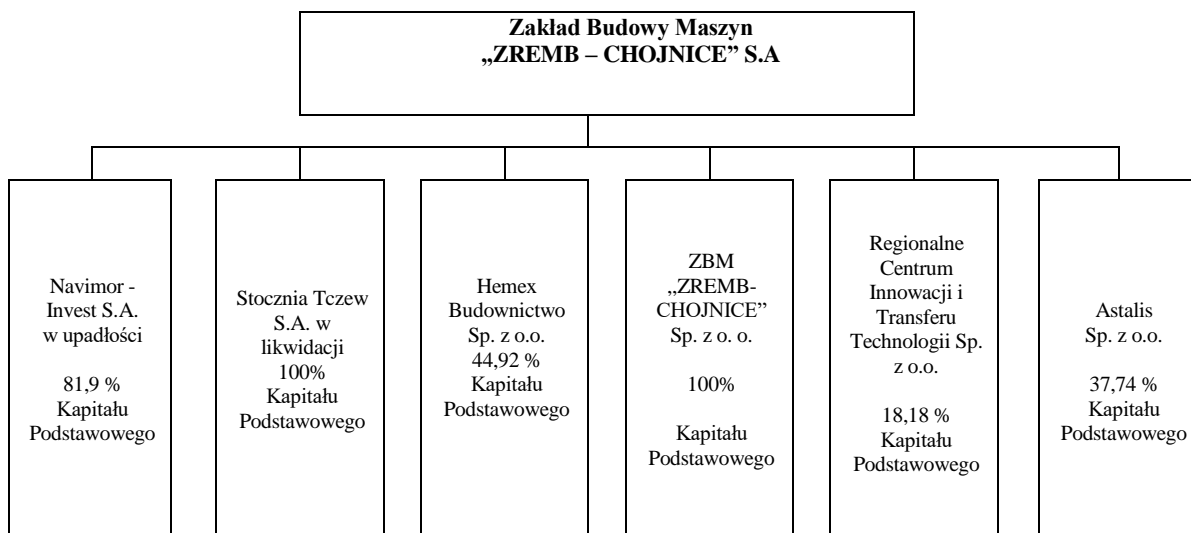 Zakład Budowy Maszyn
„ZREMB – CHOJNICE” S.A
Navimor -
Invest S.A.
w upadłości
81,9 %
Kapitału
Podstawowego
Stocznia Tczew
S.A. w
likwidacji
100%
Kapitału
Podstawowego
Hemex
Budownictwo
Sp. z o.o.
44,92 %
Kapitału
Podstawowego
ZBM
„ZREMB-
CHOJNICE”
Sp. z o. o.
100%
Kapitału
Podstawowego
Regionalne
Centrum
Innowacji i
Transferu
Technologii Sp.
z o.o.
18,18 %
Kapitału
Podstawowego
Astalis
Sp. z o.o.
37,74 %
Kapitału
Podstawowego